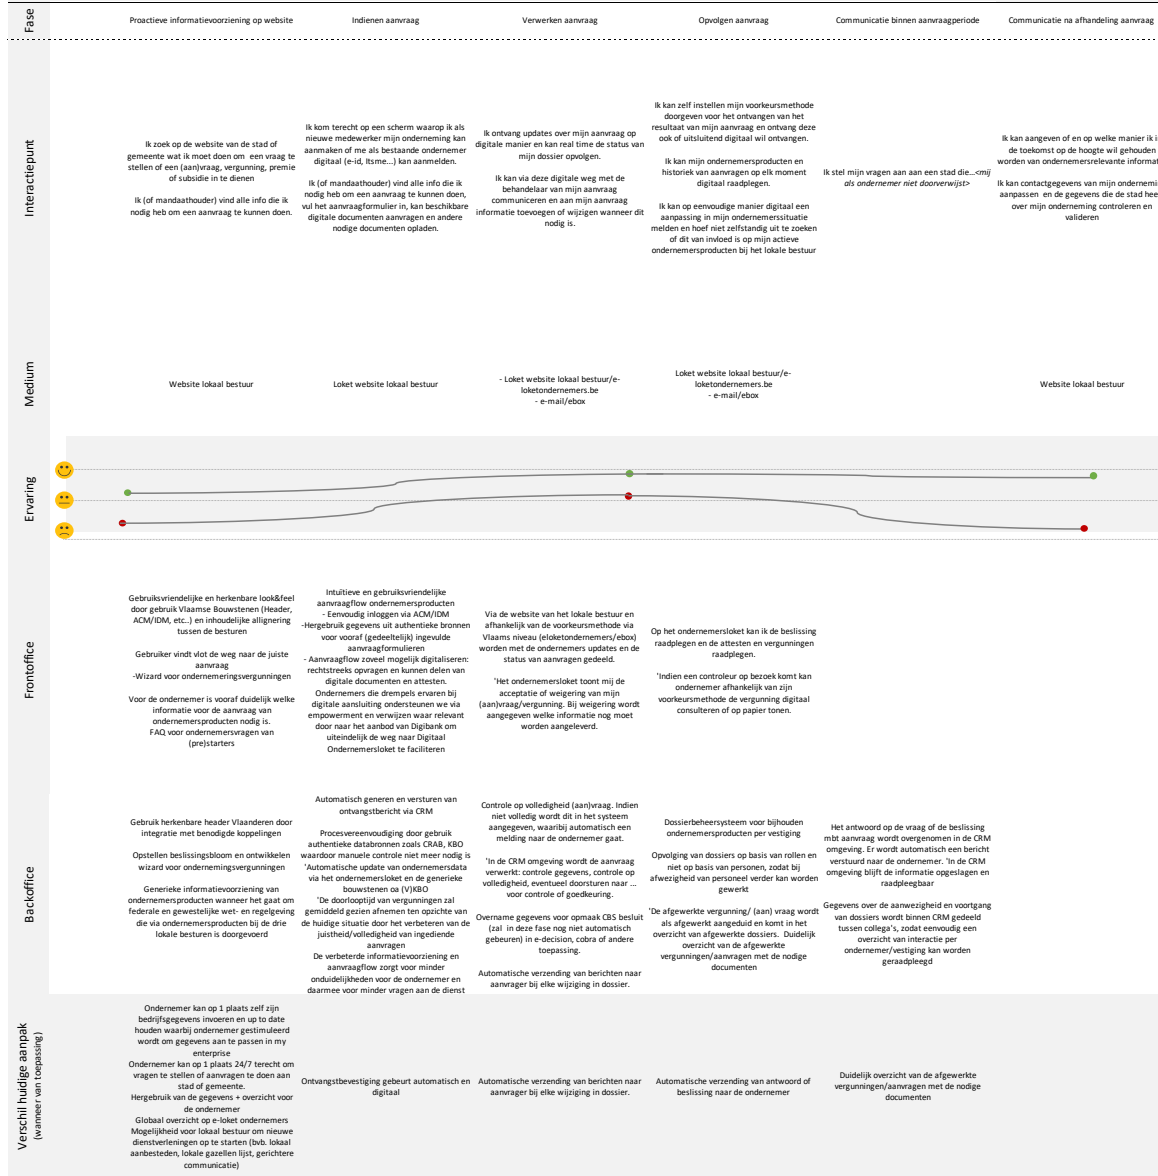 Fase
Proactieve informatievoorziening op website
Indienen aanvraag
Verwerken aanvraag
Opvolgen aanvraag
Communicatie binnen aanvraagperiode
Communicatie na afhandeling aanvraag
Interactiepunt
Ik zoek op de website van de stad of
gemeente wat ik moet doen om een vraag te
stellen of een (aan)vraag, vergunning, premie
of subsidie in te dienen
Ik (of mandaathouder) vind alle info die ik
nodig heb om een aanvraag te kunnen doen.
Ik kom terecht op een scherm waarop ik als
nieuwe medewerker mijn onderneming kan
aanmaken of me als bestaande ondernemer
digitaal (e-id, Itsme...) kan aanmelden.
Ik (of mandaathouder) vind alle info die ik
nodig heb om een aanvraag te kunnen doen,
vul het aanvraagformulier in, kan beschikbare
digitale documenten aanvragen en andere
nodige documenten opladen.
Ik ontvang updates over mijn aanvraag op
digitale manier en kan real time de status van
mijn dossier opvolgen.
Ik kan via deze digitale weg met de
behandelaar van mijn aanvraag
communiceren en aan mijn aanvraag
informatie toevoegen of wijzigen wanneer dit
nodig is.
Ik kan zelf instellen mijn voorkeursmethode
doorgeven voor het ontvangen van het
resultaat van mijn aanvraag en ontvang deze
ook of uitsluitend digitaal wil ontvangen.
Ik kan mijn ondernemersproducten en
historiek van aanvragen op elk moment
digitaal raadplegen.
Ik kan op eenvoudige manier digitaal een
aanpassing in mijn ondernemerssituatie
melden en hoef niet zelfstandig uit te zoeken
of dit van invloed is op mijn actieve
ondernemersproducten bij het lokale bestuur
Ik stel mijn vragen aan aan een stad die...<mij
als ondernemer niet doorverwijst>
Ik kan aangeven of en op welke manier ik i
de toekomst op de hoogte wil gehouden
worden van ondernemersrelevante informat
Ik kan contactgegevens van mijn ondernemi
aanpassen en de gegevens die de stad hee
over mijn onderneming controleren en
valideren
Medium
Website lokaal bestuur
Loket website lokaal bestuur
- Loket website lokaal bestuur/e-
loketondernemers.be
- e-mail/ebox
Loket website lokaal bestuur/e-
loketondernemers.be
- e-mail/ebox
Website lokaal bestuur
Ervaring
Frontoffice
Gebruiksvriendelijke en herkenbare look&feel
door gebruik Vlaamse Bouwstenen (Header,
ACM/IDM, etc..) en inhoudelijke allignering
tussen de besturen
Gebruiker vindt vlot de weg naar de juiste
aanvraag
-Wizard voor ondernemeringsvergunningen
Voor de ondernemer is vooraf duidelijk welke
informatie voor de aanvraag van
ondernemersproducten nodig is.
FAQ voor ondernemersvragen van
(pre)starters
Intuïtieve en gebruiksvriendelijke
aanvraagflow ondernemersproducten
- Eenvoudig inloggen via ACM/IDM
-Hergebruik gegevens uit authentieke bronnen
voor vooraf (gedeeltelijk) ingevulde
aanvraagformulieren
- Aanvraagflow zoveel mogelijk digitaliseren:
rechtstreeks opvragen en kunnen delen van
digitale documenten en attesten.
Ondernemers die drempels ervaren bij
digitale aansluiting ondersteunen we via
empowerment en verwijzen waar relevant
door naar het aanbod van Digibank om
uiteindelijk de weg naar Digitaal
Ondernemersloket te faciliteren
Via de website van het lokale bestuur en
afhankelijk van de voorkeursmethode via
Vlaams niveau (eloketondernemers/ebox)
worden met de ondernemers updates en de
status van aanvragen gedeeld.
'Het ondernemersloket toont mij de
acceptatie of weigering van mijn
(aan)vraag/vergunning. Bij weigering wordt
aangegeven welke informatie nog moet
worden aangeleverd.
Op het ondernemersloket kan ik de beslissing
raadplegen en de attesten en vergunningen
raadplegen.
'Indien een controleur op bezoek komt kan
ondernemer afhankelijk van zijn
voorkeursmethode de vergunning digitaal
consulteren of op papier tonen.
Backoffice
Gebruik herkenbare header Vlaanderen door
integratie met benodigde koppelingen
Opstellen beslissingsbloom en ontwikkelen
wizard voor ondernemingsvergunningen
Generieke informatievoorziening van
ondernemersproducten wanneer het gaat om
federale en gewestelijke wet- en regelgeving
die via ondernemersproducten bij de drie
lokale besturen is doorgevoerd
Automatisch generen en versturen van
ontvangstbericht via CRM
Procesvereenvoudiging door gebruik
authentieke databronnen zoals CRAB, KBO
waardoor manuele controle niet meer nodig is
'Automatische update van ondernemersdata
via het ondernemersloket en de generieke
bouwstenen oa (V)KBO
'De doorlooptijd van vergunningen zal
gemiddeld gezien afnemen ten opzichte van
de huidige situatie door het verbeteren van de
juistheid/volledigheid van ingediende
aanvragen
De verbeterde informatievoorziening en
aanvraagflow zorgt voor minder
onduidelijkheden voor de ondernemer en
daarmee voor minder vragen aan de dienst
Controle op volledigheid (aan)vraag. Indien
niet volledig wordt dit in het systeem
aangegeven, waarbij automatisch een
melding naar de ondernemer gaat.
'In de CRM omgeving wordt de aanvraag
verwerkt: controle gegevens, controle op
volledigheid, eventueel doorsturen naar ...
voor controle of goedkeuring.
Overname gegevens voor opmaak CBS besluit
(zal in deze fase nog niet automatisch
gebeuren) in e-decision, cobra of andere
toepassing.
Automatische verzending van berichten naar
aanvrager bij elke wijziging in dossier.
Dossierbeheersysteem voor bijhouden
ondernemersproducten per vestiging
Opvolging van dossiers op basis van rollen en
niet op basis van personen, zodat bij
afwezigheid van personeel verder kan worden
gewerkt
'De afgewerkte vergunning/ (aan) vraag wordt
als afgewerkt aangeduid en komt in het
overzicht van afgewerkte dossiers. Duidelijk
overzicht van de afgewerkte
vergunningen/aanvragen met de nodige
documenten
Het antwoord op de vraag of de beslissing
mbt aanvraag wordt overgenomen in de CRM
omgeving. Er wordt automatisch een bericht
verstuurd naar de ondernemer. 'In de CRM
omgeving blijft de informatie opgeslagen en
raadpleegbaar
Gegevens over de aanwezigheid en voortgang
van dossiers wordt binnen CRM gedeeld
tussen collega's, zodat eenvoudig een
overzicht van interactie per
ondernemer/vestiging kan worden
geraadpleegd
Verschil huidige aanpak
(wanneer van toepassing)
Ondernemer kan op 1 plaats zelf zijn
bedrijfsgegevens invoeren en up to date
houden waarbij ondernemer gestimuleerd
wordt om gegevens aan te passen in my
enterprise
Ondernemer kan op 1 plaats 24/7 terecht om
vragen te stellen of aanvragen te doen aan
stad of gemeente.
Hergebruik van de gegevens + overzicht voor
de ondernemer
Globaal overzicht op e-loket ondernemers
Mogelijkheid voor lokaal bestuur om nieuwe
dienstverleningen op te starten (bvb. lokaal
aanbesteden, lokale gazellen lijst, gerichtere
communicatie)
Ontvangstbevestiging gebeurt automatisch en
digitaal
Automatische verzending van berichten naar
aanvrager bij elke wijziging in dossier.
Automatische verzending van antwoord of
beslissing naar de ondernemer
Duidelijk overzicht van de afgewerkte
vergunningen/aanvragen met de nodige
documenten